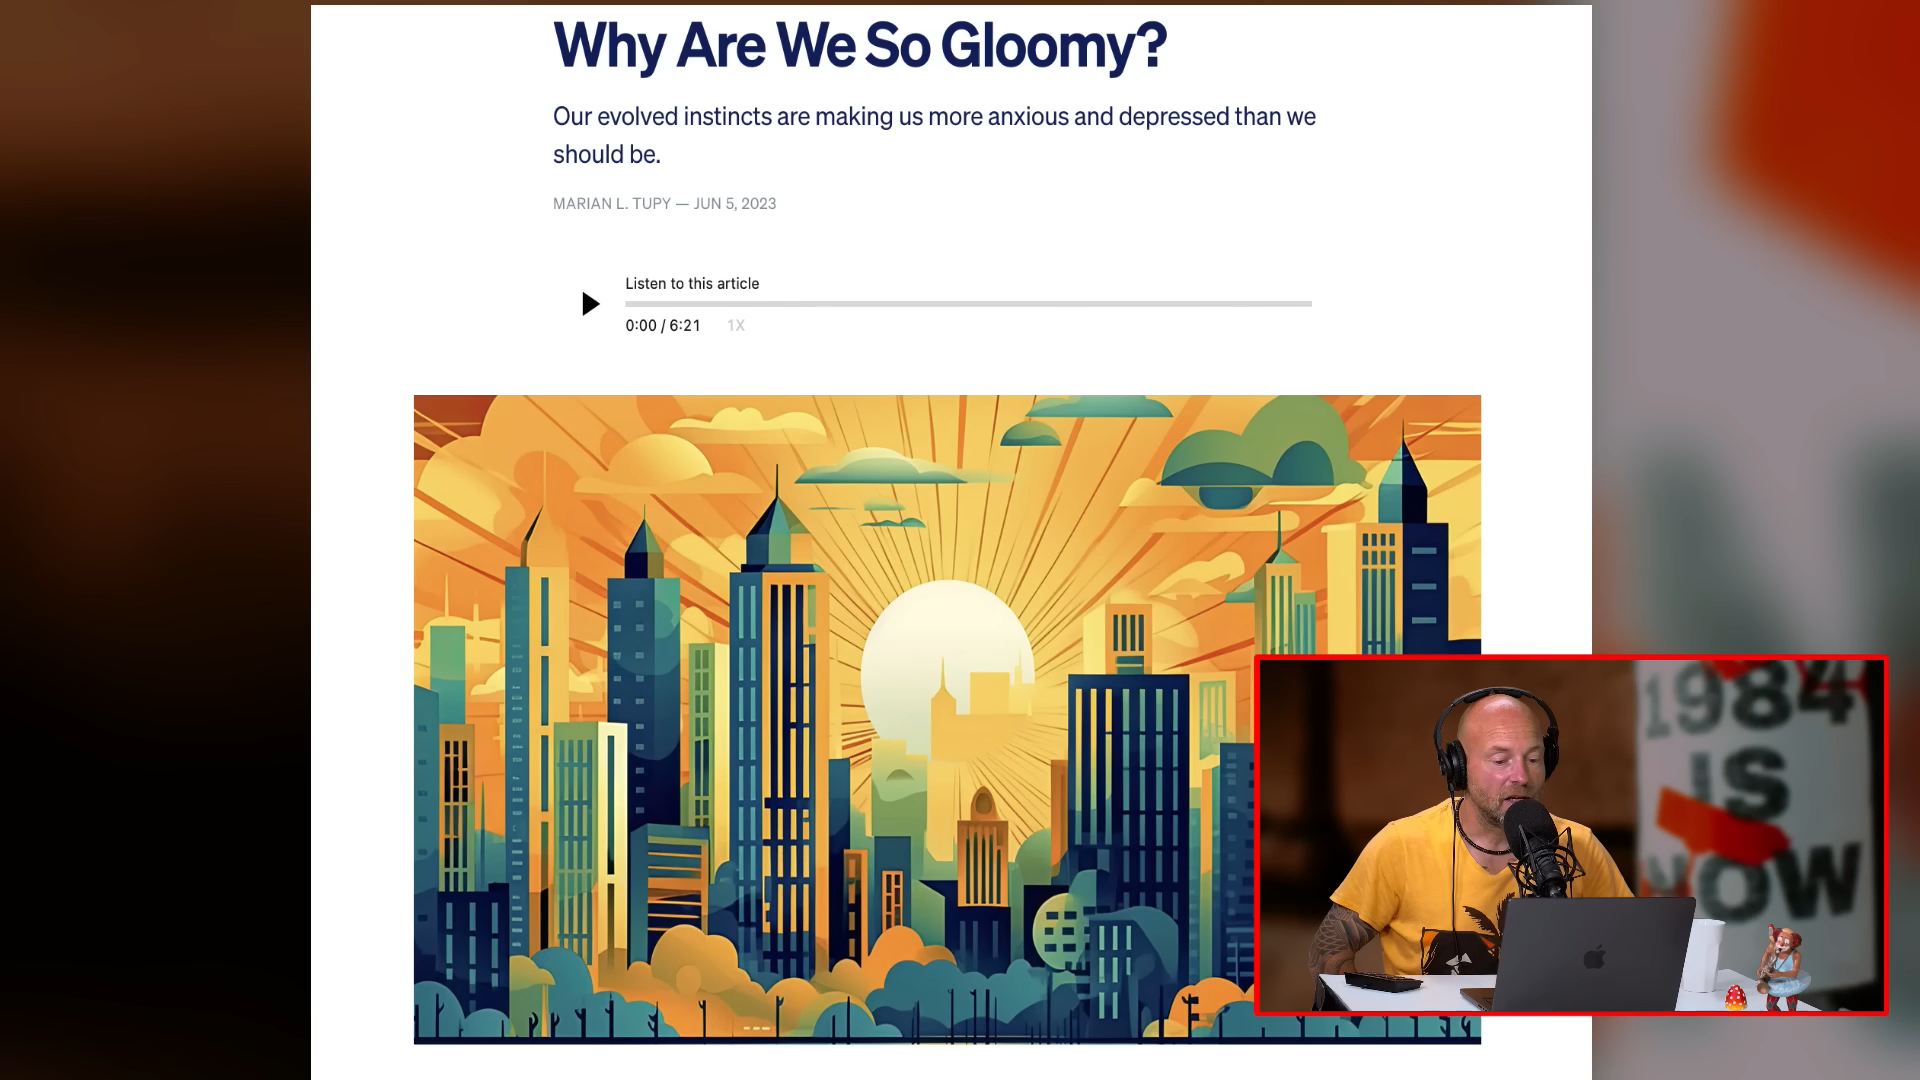 Why Are We So Gloomy?
Our evolved instincts are making us more anxious and depressed than we
should be.
MARIAN L. TUPY — JUN 5, 2023
Listen to this article
0:00 / 6:21 1X
1984
IS
NOW